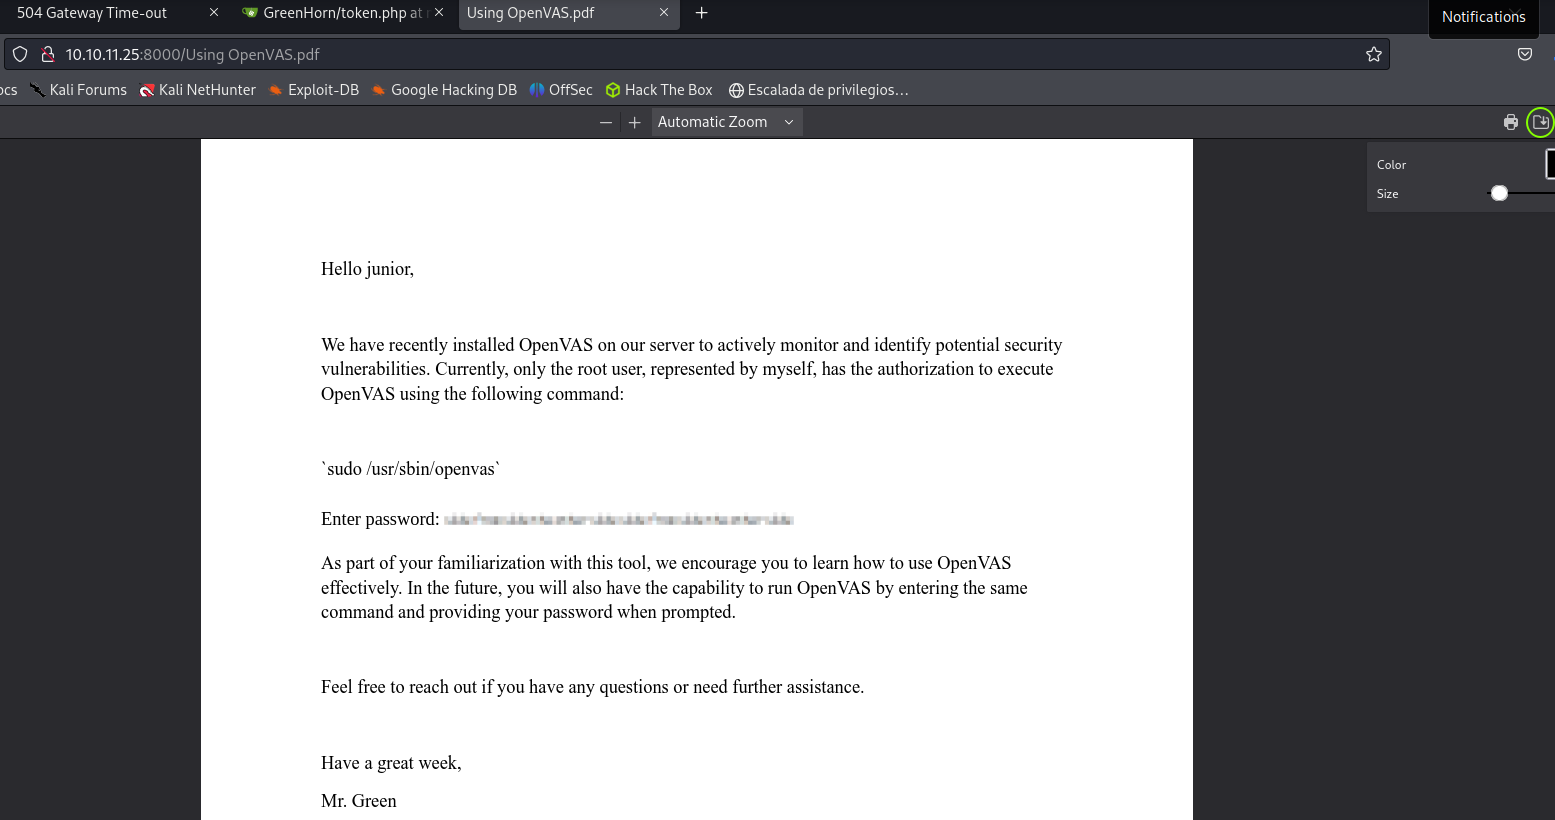 504 Gateway Time-out
GreenHorn/token.php at
Using OpenVAS.pdf
Notifications
10.10.11.25:8000/Using OpenVAS.pdf
Kali Forums
Kali NetHunter
Exploit-DB
Google Hacking DB
OffSec
Hack The Box
Escalada de privilegios…
Automatic Zoom
Color
Size
Hello junior,
We have recently installed OpenVAS on our server to actively monitor and identify potential security
vulnerabilities. Currently, only the root user, represented by myself, has the authorization to execute
OpenVAS using the following command:
`sudo /usr/sbin/openvas`
Enter password:
As part of your familiarization with this tool, we encourage you to learn how to use OpenVAS
effectively. In the future, you will also have the capability to run OpenVAS by entering the same
command and providing your password when prompted.
Feel free to reach out if you have any questions or need further assistance.
Have a great week,
Mr. Green